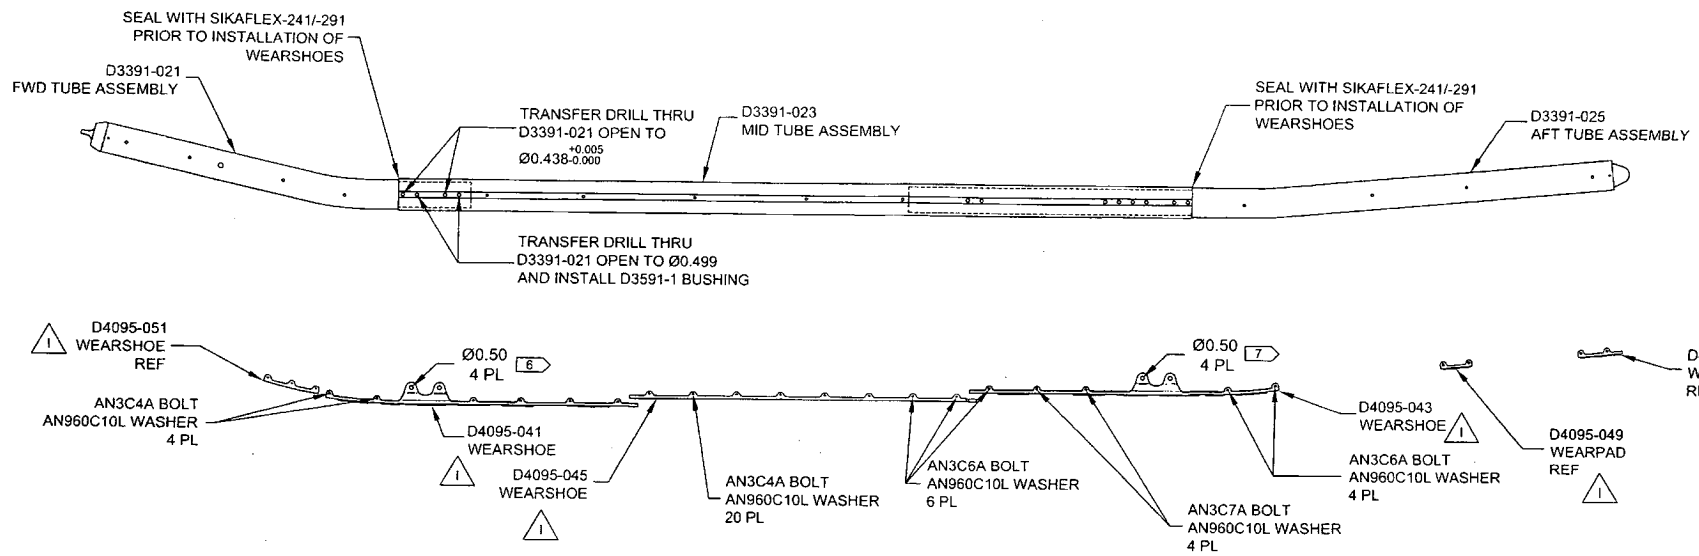 SEAL WITH SIKAFLEX-241/-291
PRIOR TO INSTALLATION OF
WEARSHOES
D3391-021
FWD TUBE ASSEMBLY
TRANSFER DRILL THRU
D3391-021 OPEN TO
Ø0.438+0.005-0.000
D3391-023
MID TUBE ASSEMBLY
SEAL WITH SIKAFLEX-241/-291
PRIOR TO INSTALLATION OF
WEARSHOES
D3391-025
AFT TUBE ASSEMBLY
TRANSFER DRILL THRU
D3391-021 OPEN TO Ø0.499
AND INSTALL D3591-1 BUSHING
D4095-051
WEARSHOE
REF
1
Ø0.50
4 PL
6
AN3C4A BOLT
AN960C10L WASHER
4 PL
D4095-041
WEARSHOE
1
D4095-045
WEARSHOE
1
AN3C4A BOLT
AN960C10L WASHER
20 PL
AN3C6A BOLT
AN960C10L WASHER
6 PL
Ø0.50
4 PL
7
AN3C7A BOLT
AN960C10L WASHER
4 PL
D4095-043
WEARSHOE
1
AN3C6A BOLT
AN960C10L WASHER
4 PL
D4095-049
WEARPAD
REF
1
D
W
RE